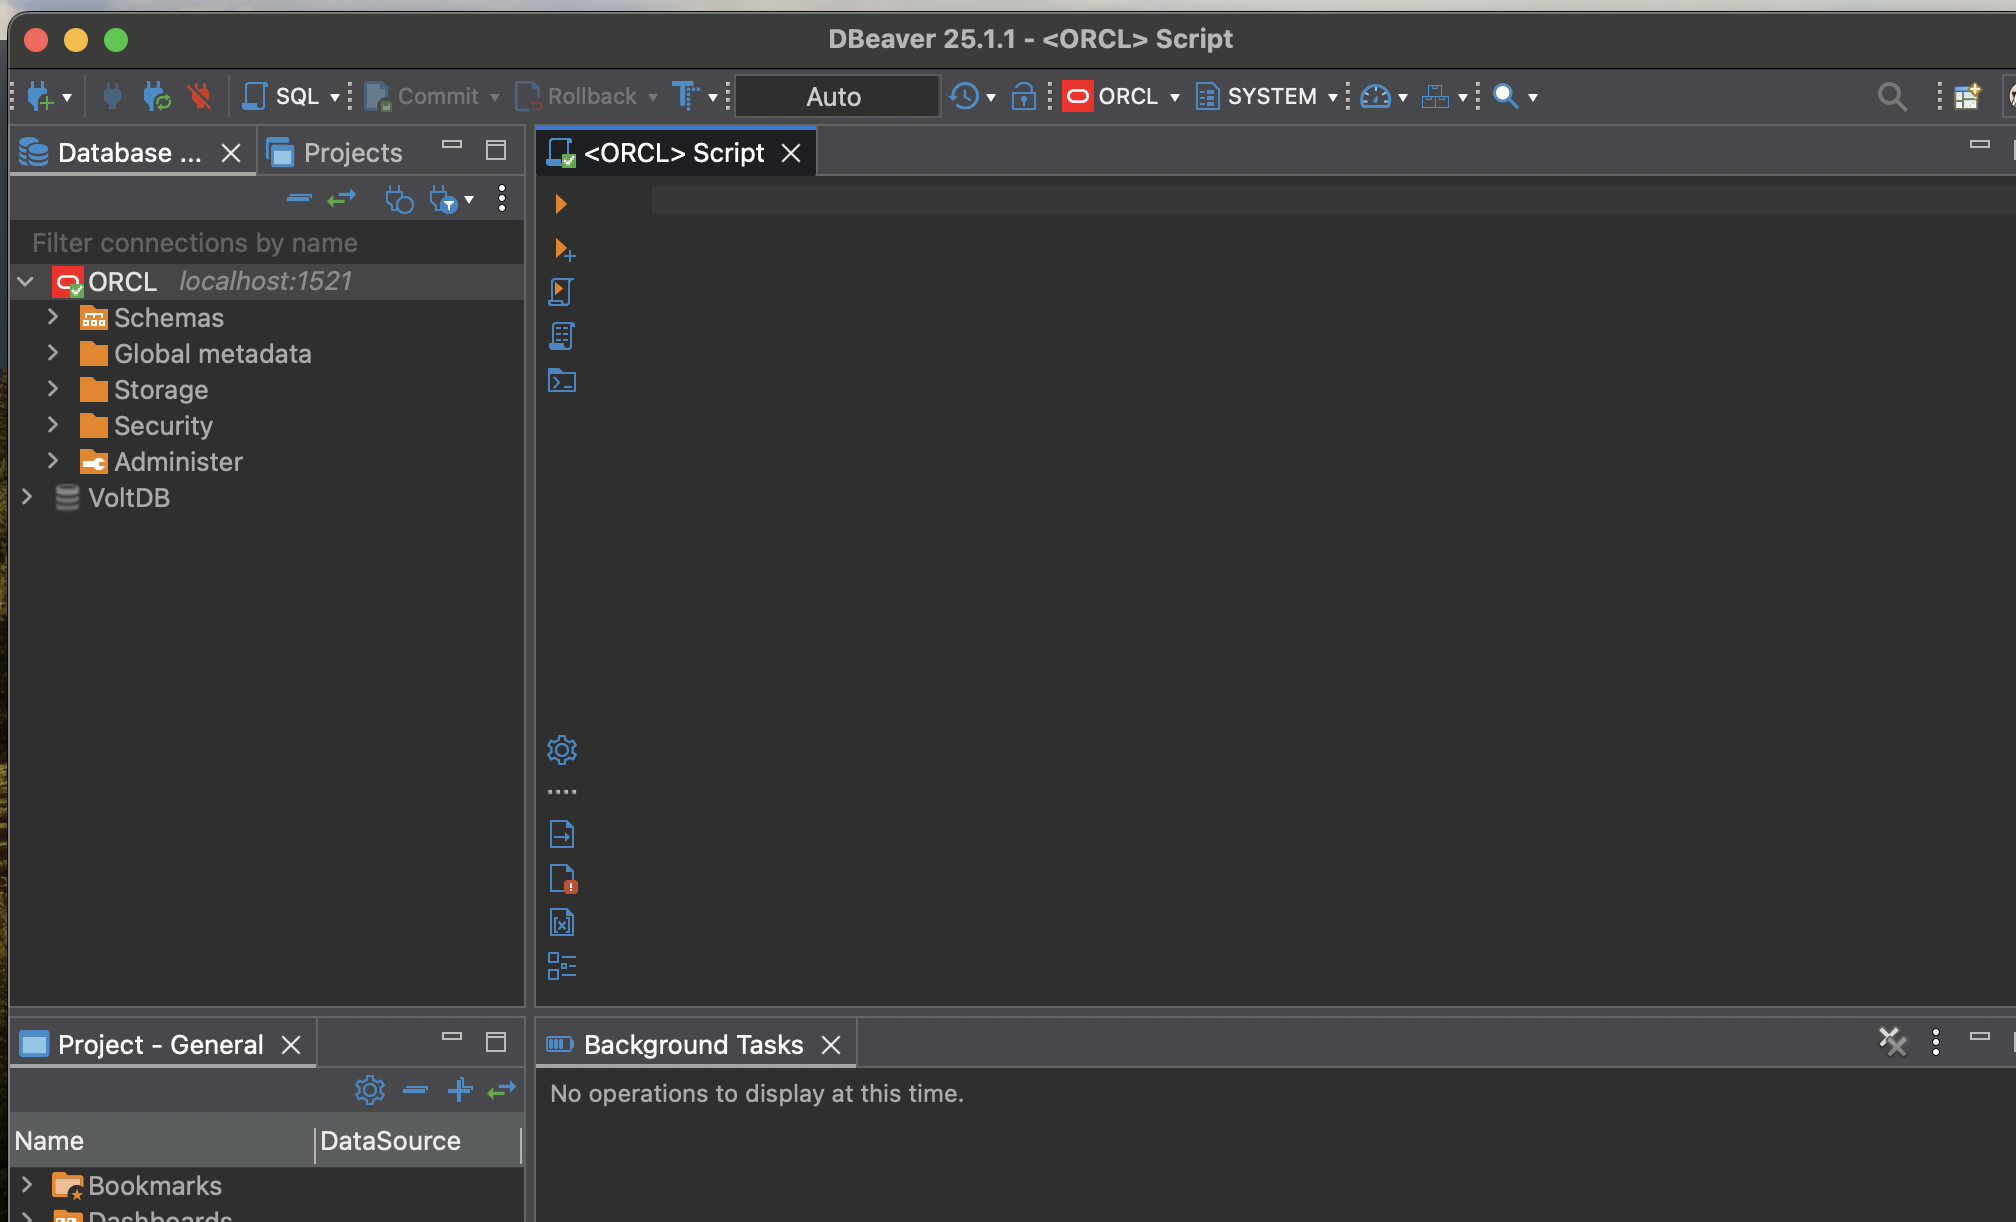 DBeaver 25.1.1 - <ORCL> Script
SQL Commit Rollback Auto ORCL SYSTEM
Database ... Projects
<ORCL> Script
Filter connections by name
ORCL localhost:1521
Schemas
Global metadata
Storage
Security
Administer
VoltDB
Project - General
Name DataSource
Bookmarks
Dashboards
Background Tasks
No operations to display at this time.